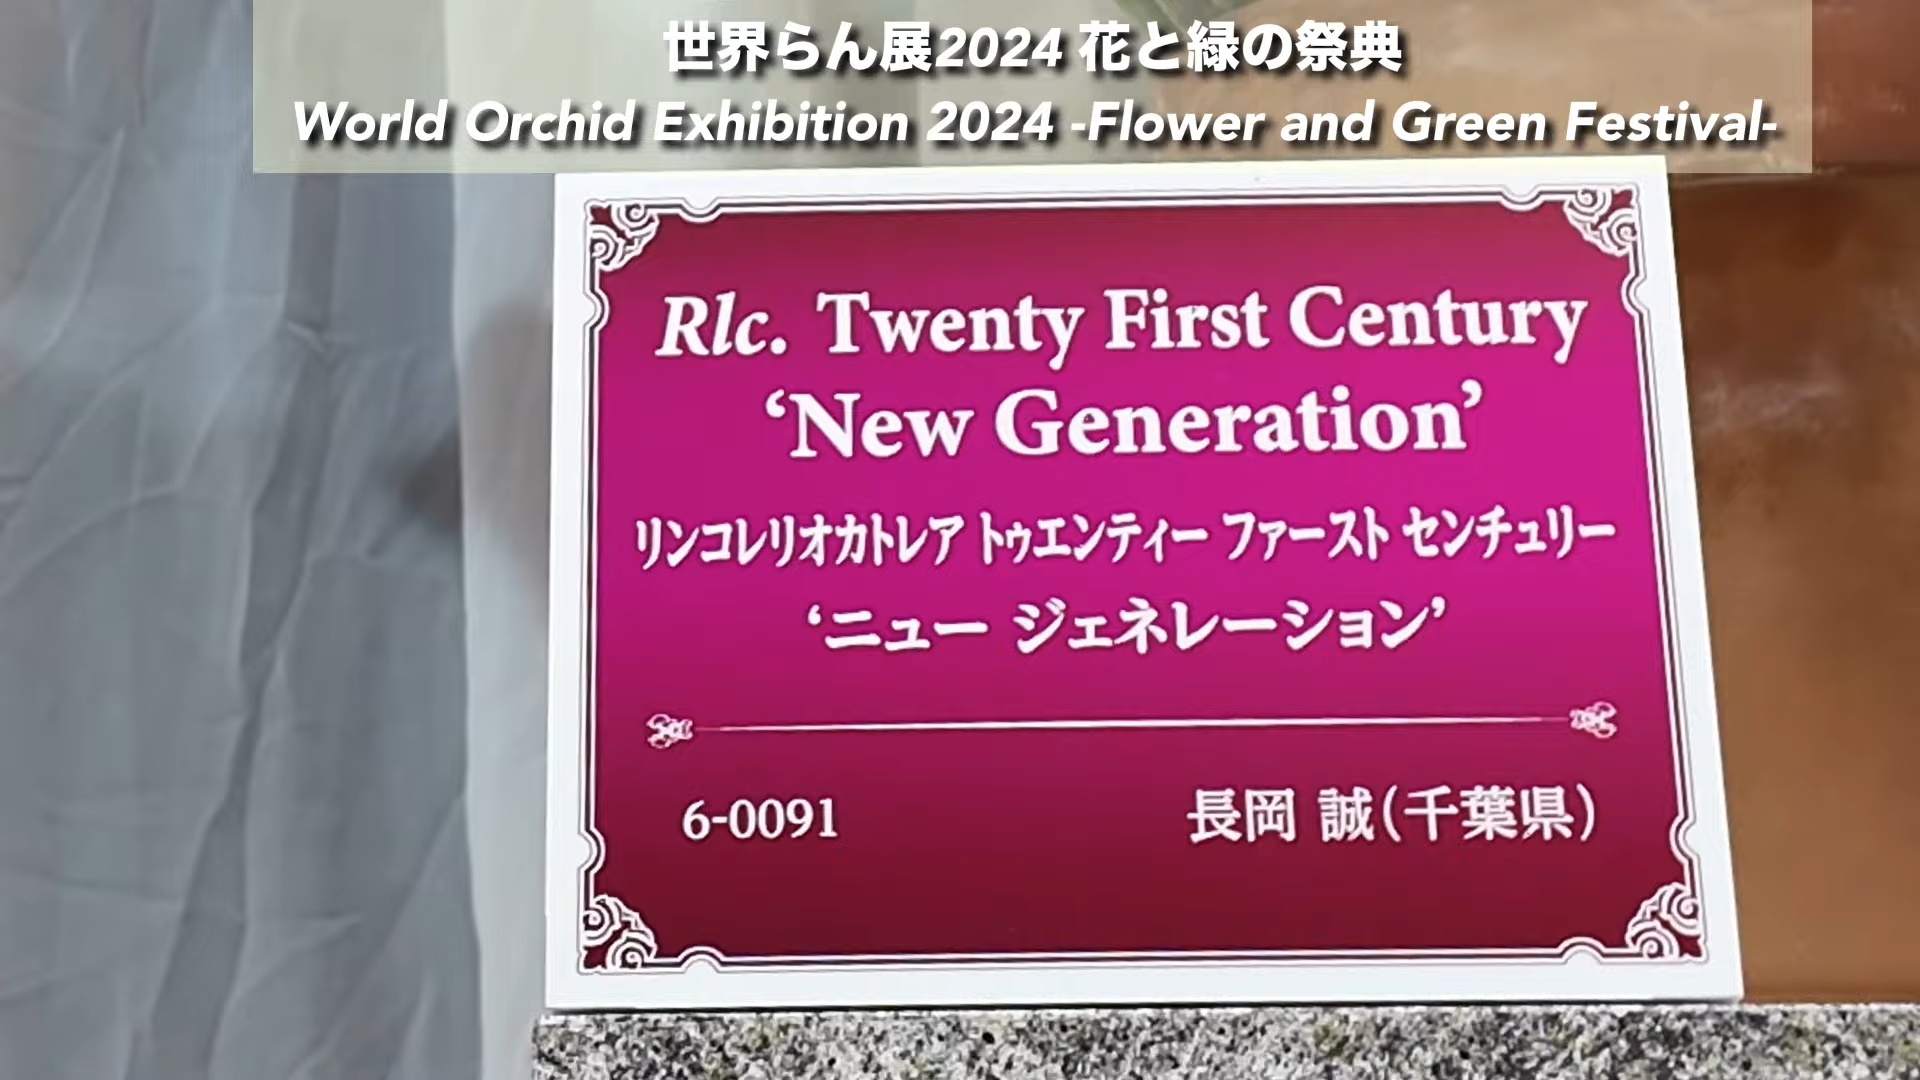 世界らん展2024 花と緑の祭典
World Orchid Exhibition 2024 -Flower and Green Festival-
Rlc. Twenty First Century
‘New Generation’
リンコレリオカトレア トゥエンティー ファースト センチュリー
‘ニュー ジェネレーション’
6-0091 長岡 誠(千葉県)